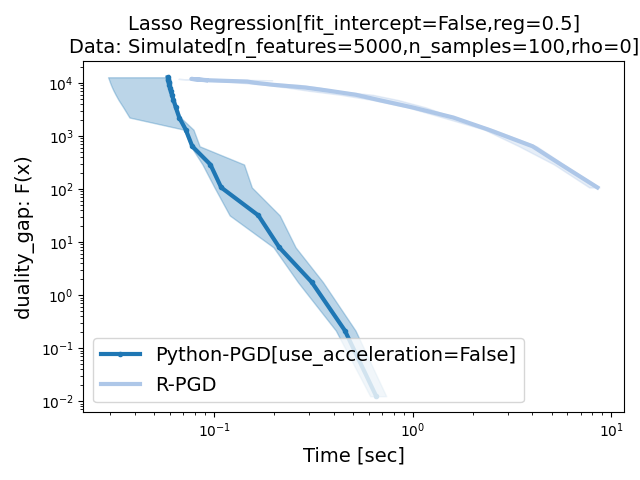 Lasso Regression[fit_intercept=False,reg=0.5]
Data: Simulated[n_features=5000,n_samples=100,rho=0]
duality_gap: F(x)
10⁴
10³
10²
10¹
10⁰
10⁻¹
10⁻²
Python-PGD[use_acceleration=False]
R-PGD
10⁻¹ 10⁰ 10¹
Time [sec]